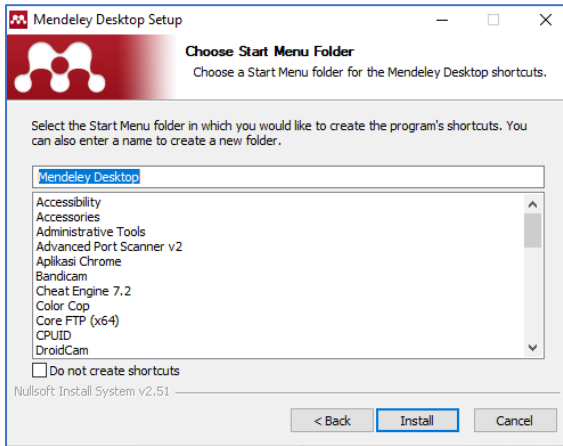 Mendeley Desktop Setup
Choose Start Menu Folder
Choose a Start Menu folder for the Mendeley Desktop shortcuts.
Select the Start Menu folder in which you would like to create the program's shortcuts. You
can also enter a name to create a new folder.
Mendeley Desktop
Accessibility
Accessories
Administrative Tools
Advanced Port Scanner v2
Aplikasi Chrome
Bandicam
Cheat Engine 7.2
Color Cop
Core FTP (x64)
CPUID
DroidCam
Do not create shortcuts
Nullsoft Install System v2.51
< Back Install Cancel